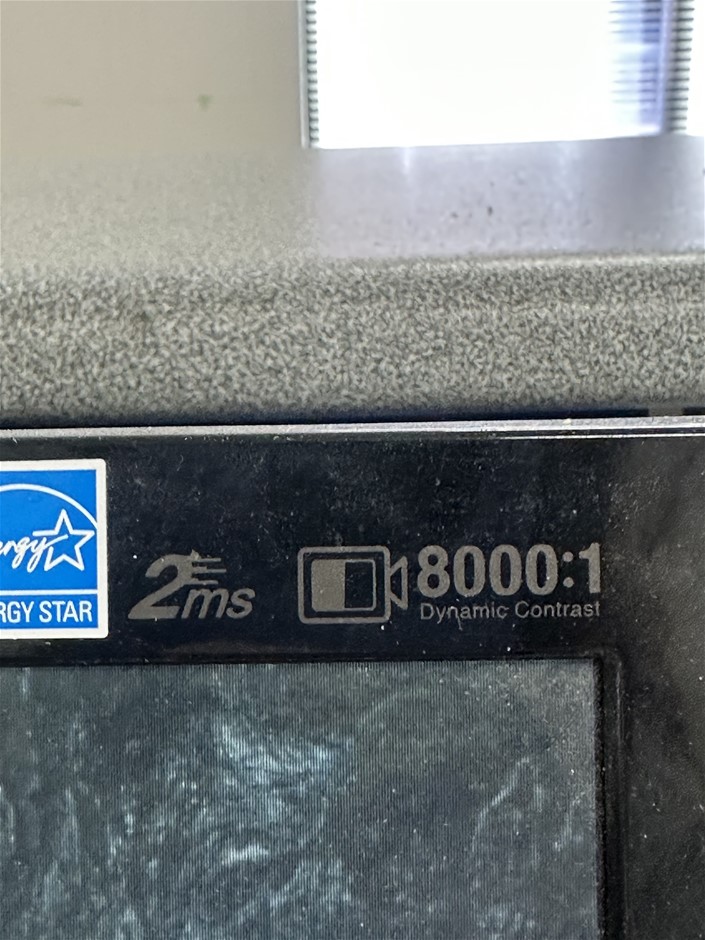 ergy
RGY STAR
2ms
8000:1
Dynamic Contrast